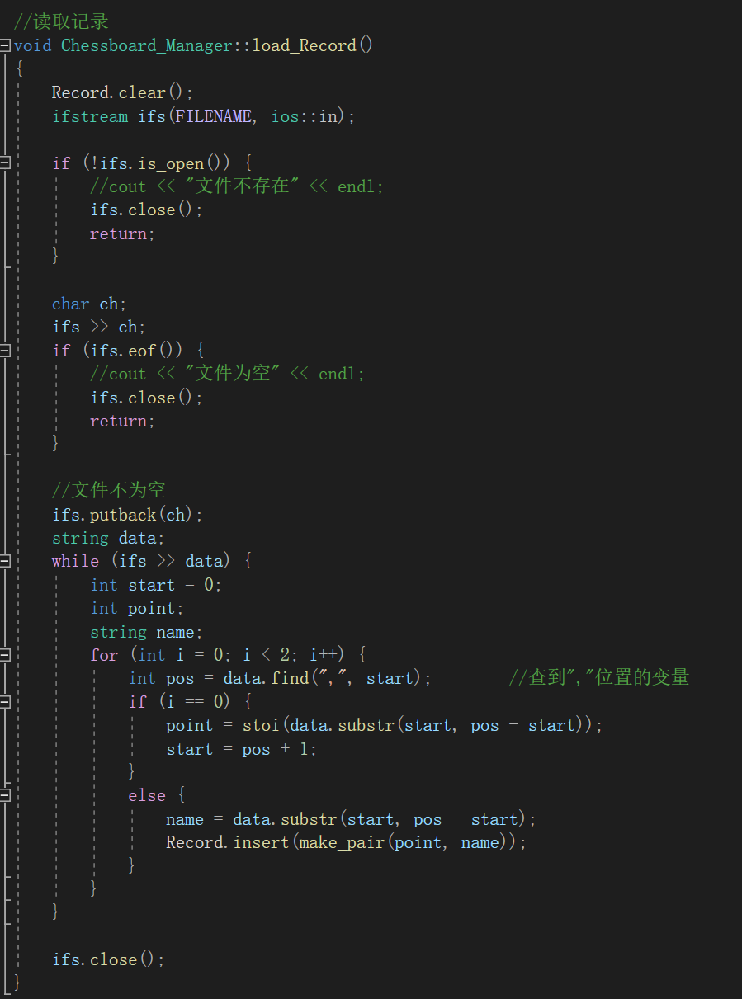 //读取记录
void Chessboard_Manager::load_Record()
{
    Record.clear();
    ifstream ifs(FILENAME, ios::in);
    if (!ifs.is_open()) {
        //cout << "文件不存在" << endl;
        ifs.close();
        return;
    }
    char ch;
    ifs >> ch;
    if (ifs.eof()) {
        //cout << "文件为空" << endl;
        ifs.close();
        return;
    }
    //文件不为空
    ifs.putback(ch);
    string data;
    while (ifs >> data) {
        int start = 0;
        int point;
        string name;
        for (int i = 0; i < 2; i++) {
            int pos = data.find(",", start);        //查到","位置的变量
            if (i == 0) {
                point = stoi(data.substr(start, pos - start));
                start = pos + 1;
            }
            else {
                name = data.substr(start, pos - start);
                Record.insert(make_pair(point, name));
            }
        }
    }
    ifs.close();
}